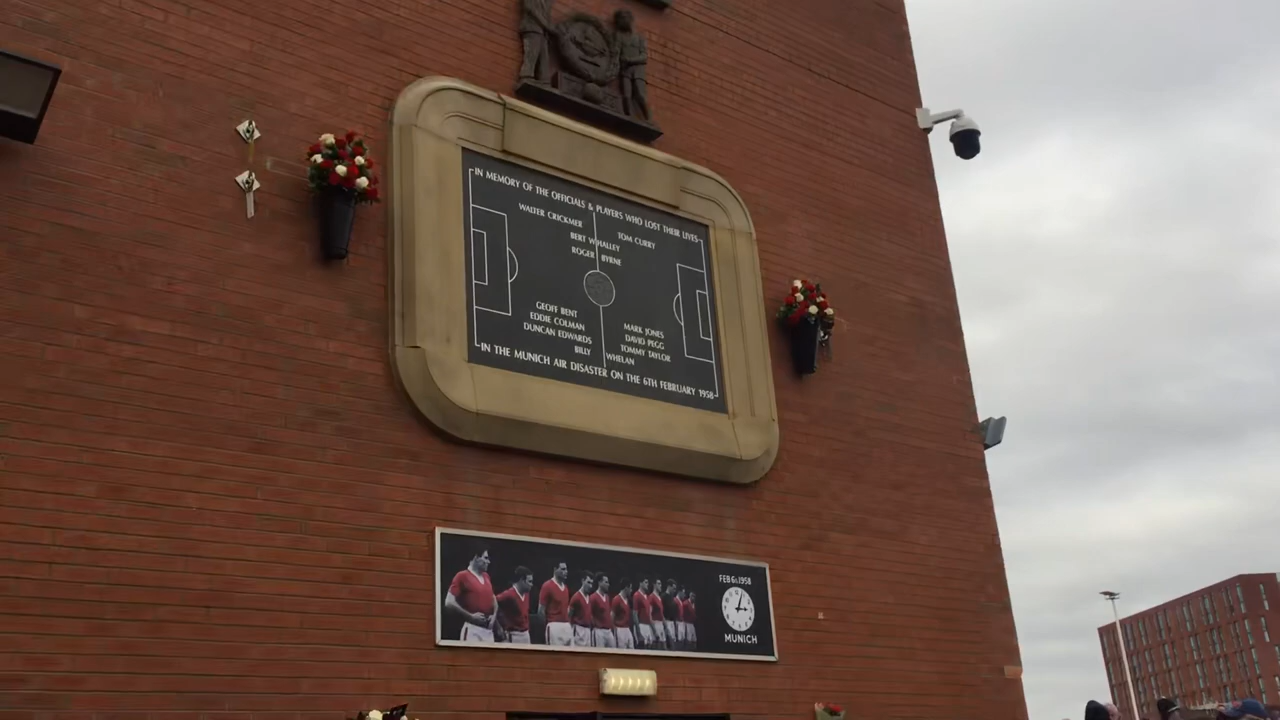 IN MEMORY OF THE OFFICIALS & PLAYERS WHO LOST THEIR LIVES
WALTER CRICKMER
TOM CURRY
BERT WHALLEY
ROGER BYRNE
GEOFF BENT
EDDIE COLMAN
DUNCAN EDWARDS
MARK JONES
DAVID PEGG
TOMMY TAYLOR
BILLY WHELAN
IN THE MUNICH AIR DISASTER ON THE 6TH FEBRUARY 1958
FEB 6th 1958
MUNICH